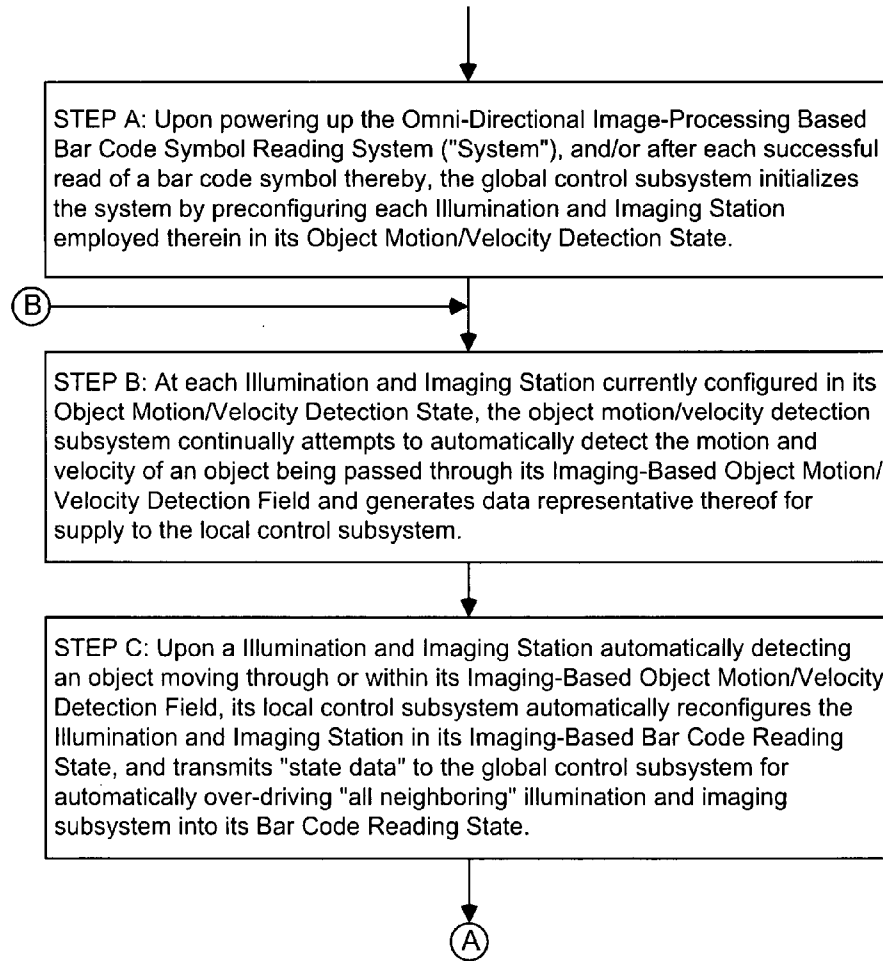 STEP A: Upon powering up the Omni-Directional Image-Processing Based
Bar Code Symbol Reading System ("System"), and/or after each successful
read of a bar code symbol thereby, the global control subsystem initializes
the system by preconfiguring each Illumination and Imaging Station
employed therein in its Object Motion/Velocity Detection State.
B
STEP B: At each Illumination and Imaging Station currently configured in its
Object Motion/Velocity Detection State, the object motion/velocity detection
subsystem continually attempts to automatically detect the motion and
velocity of an object being passed through its Imaging-Based Object Motion/
Velocity Detection Field and generates data representative thereof for
supply to the local control subsystem.
STEP C: Upon a Illumination and Imaging Station automatically detecting
an object moving through or within its Imaging-Based Object Motion/Velocity
Detection Field, its local control subsystem automatically reconfigures the
Illumination and Imaging Station in its Imaging-Based Bar Code Reading
State, and transmits "state data" to the global control subsystem for
automatically over-driving "all neighboring" illumination and imaging
subsystem into its Bar Code Reading State.
A